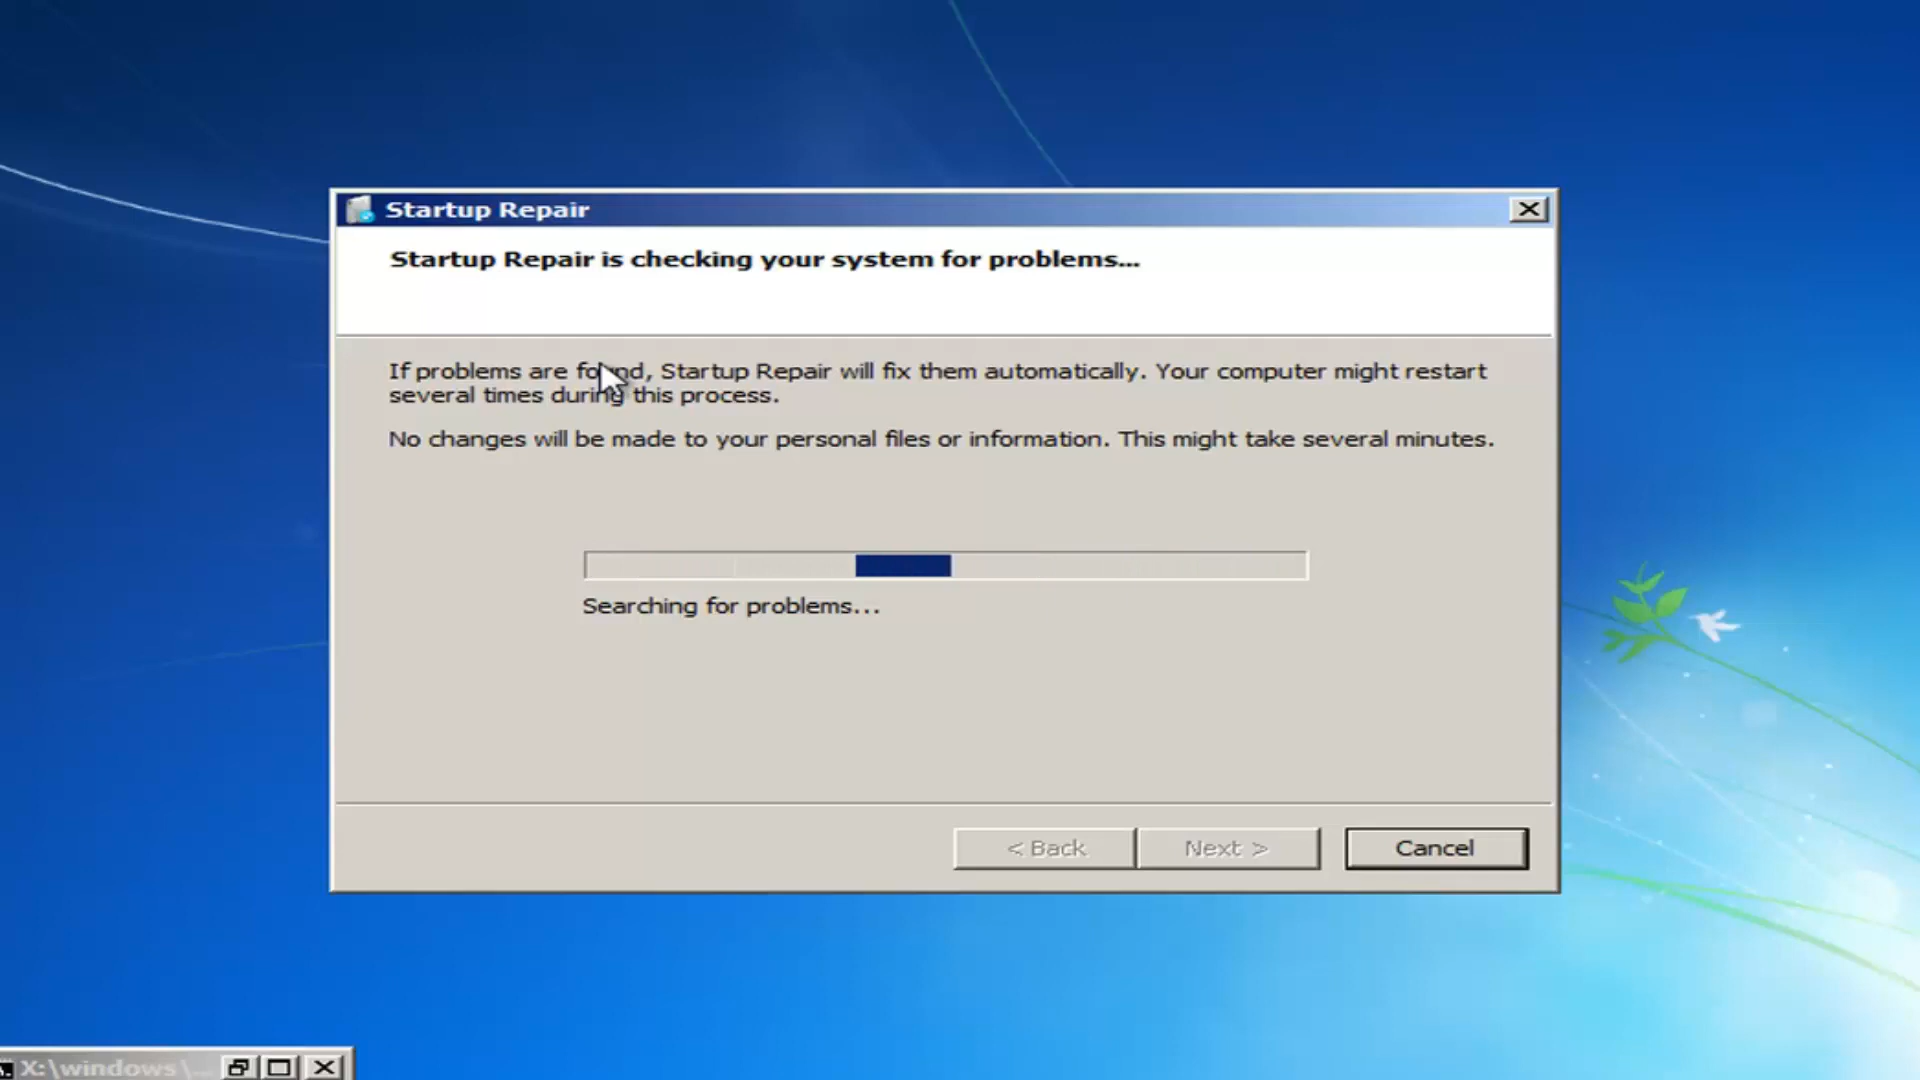 Startup Repair
Startup Repair is checking your system for problems...
If problems are found, Startup Repair will fix them automatically. Your computer might restart
several times during this process.
No changes will be made to your personal files or information. This might take several minutes.
Searching for problems...
< Back
Next >
Cancel
X:\windows\...